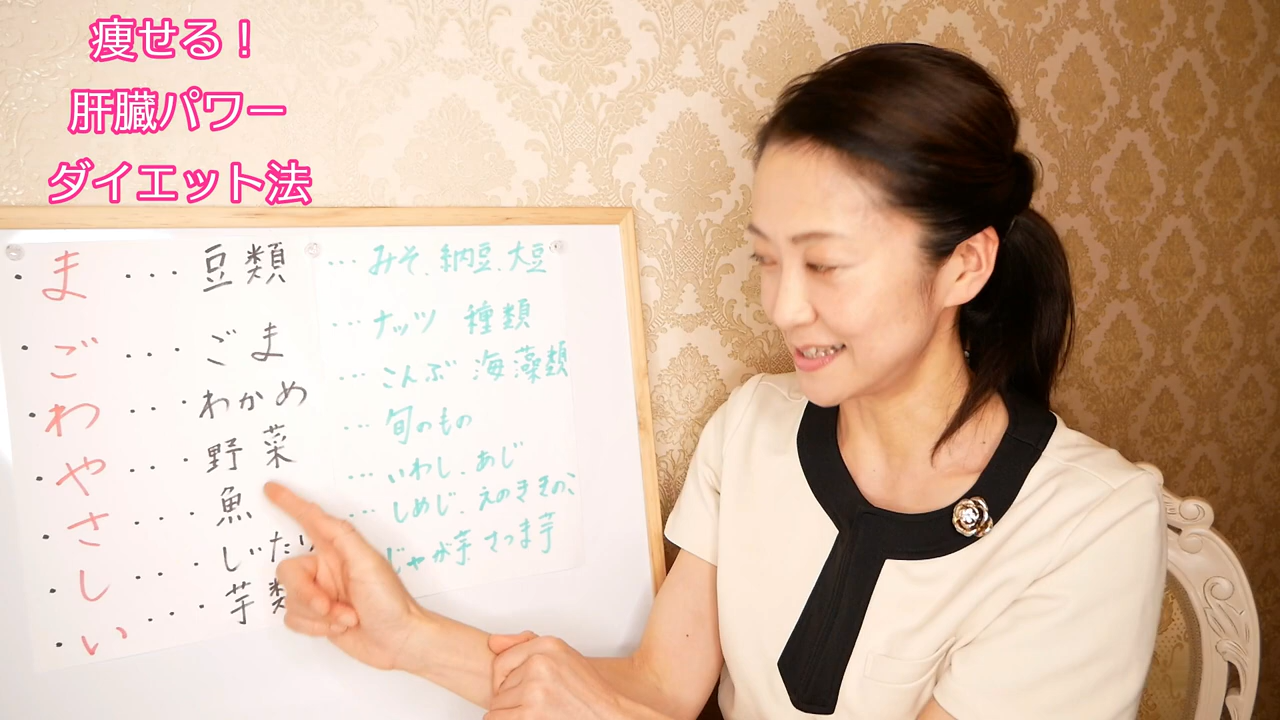 痩せる！
肝臓パワー
ダイエット法
・ま ・・・ 豆類 ・・・ みそ、納豆、大豆
・ご ・・・ ごま ・・・ ナッツ 種類
・わ ・・・ わかめ ・・・ こんぶ 海藻類
・や ・・・ 野菜 ・・・ 旬のもの
・さ ・・・ 魚 ・・・ いわし、あじ
・し ・・・ しいた ・・・ しめじ、えのききのこ
・い ・・・ 芋類 じゃが芋 さつま芋